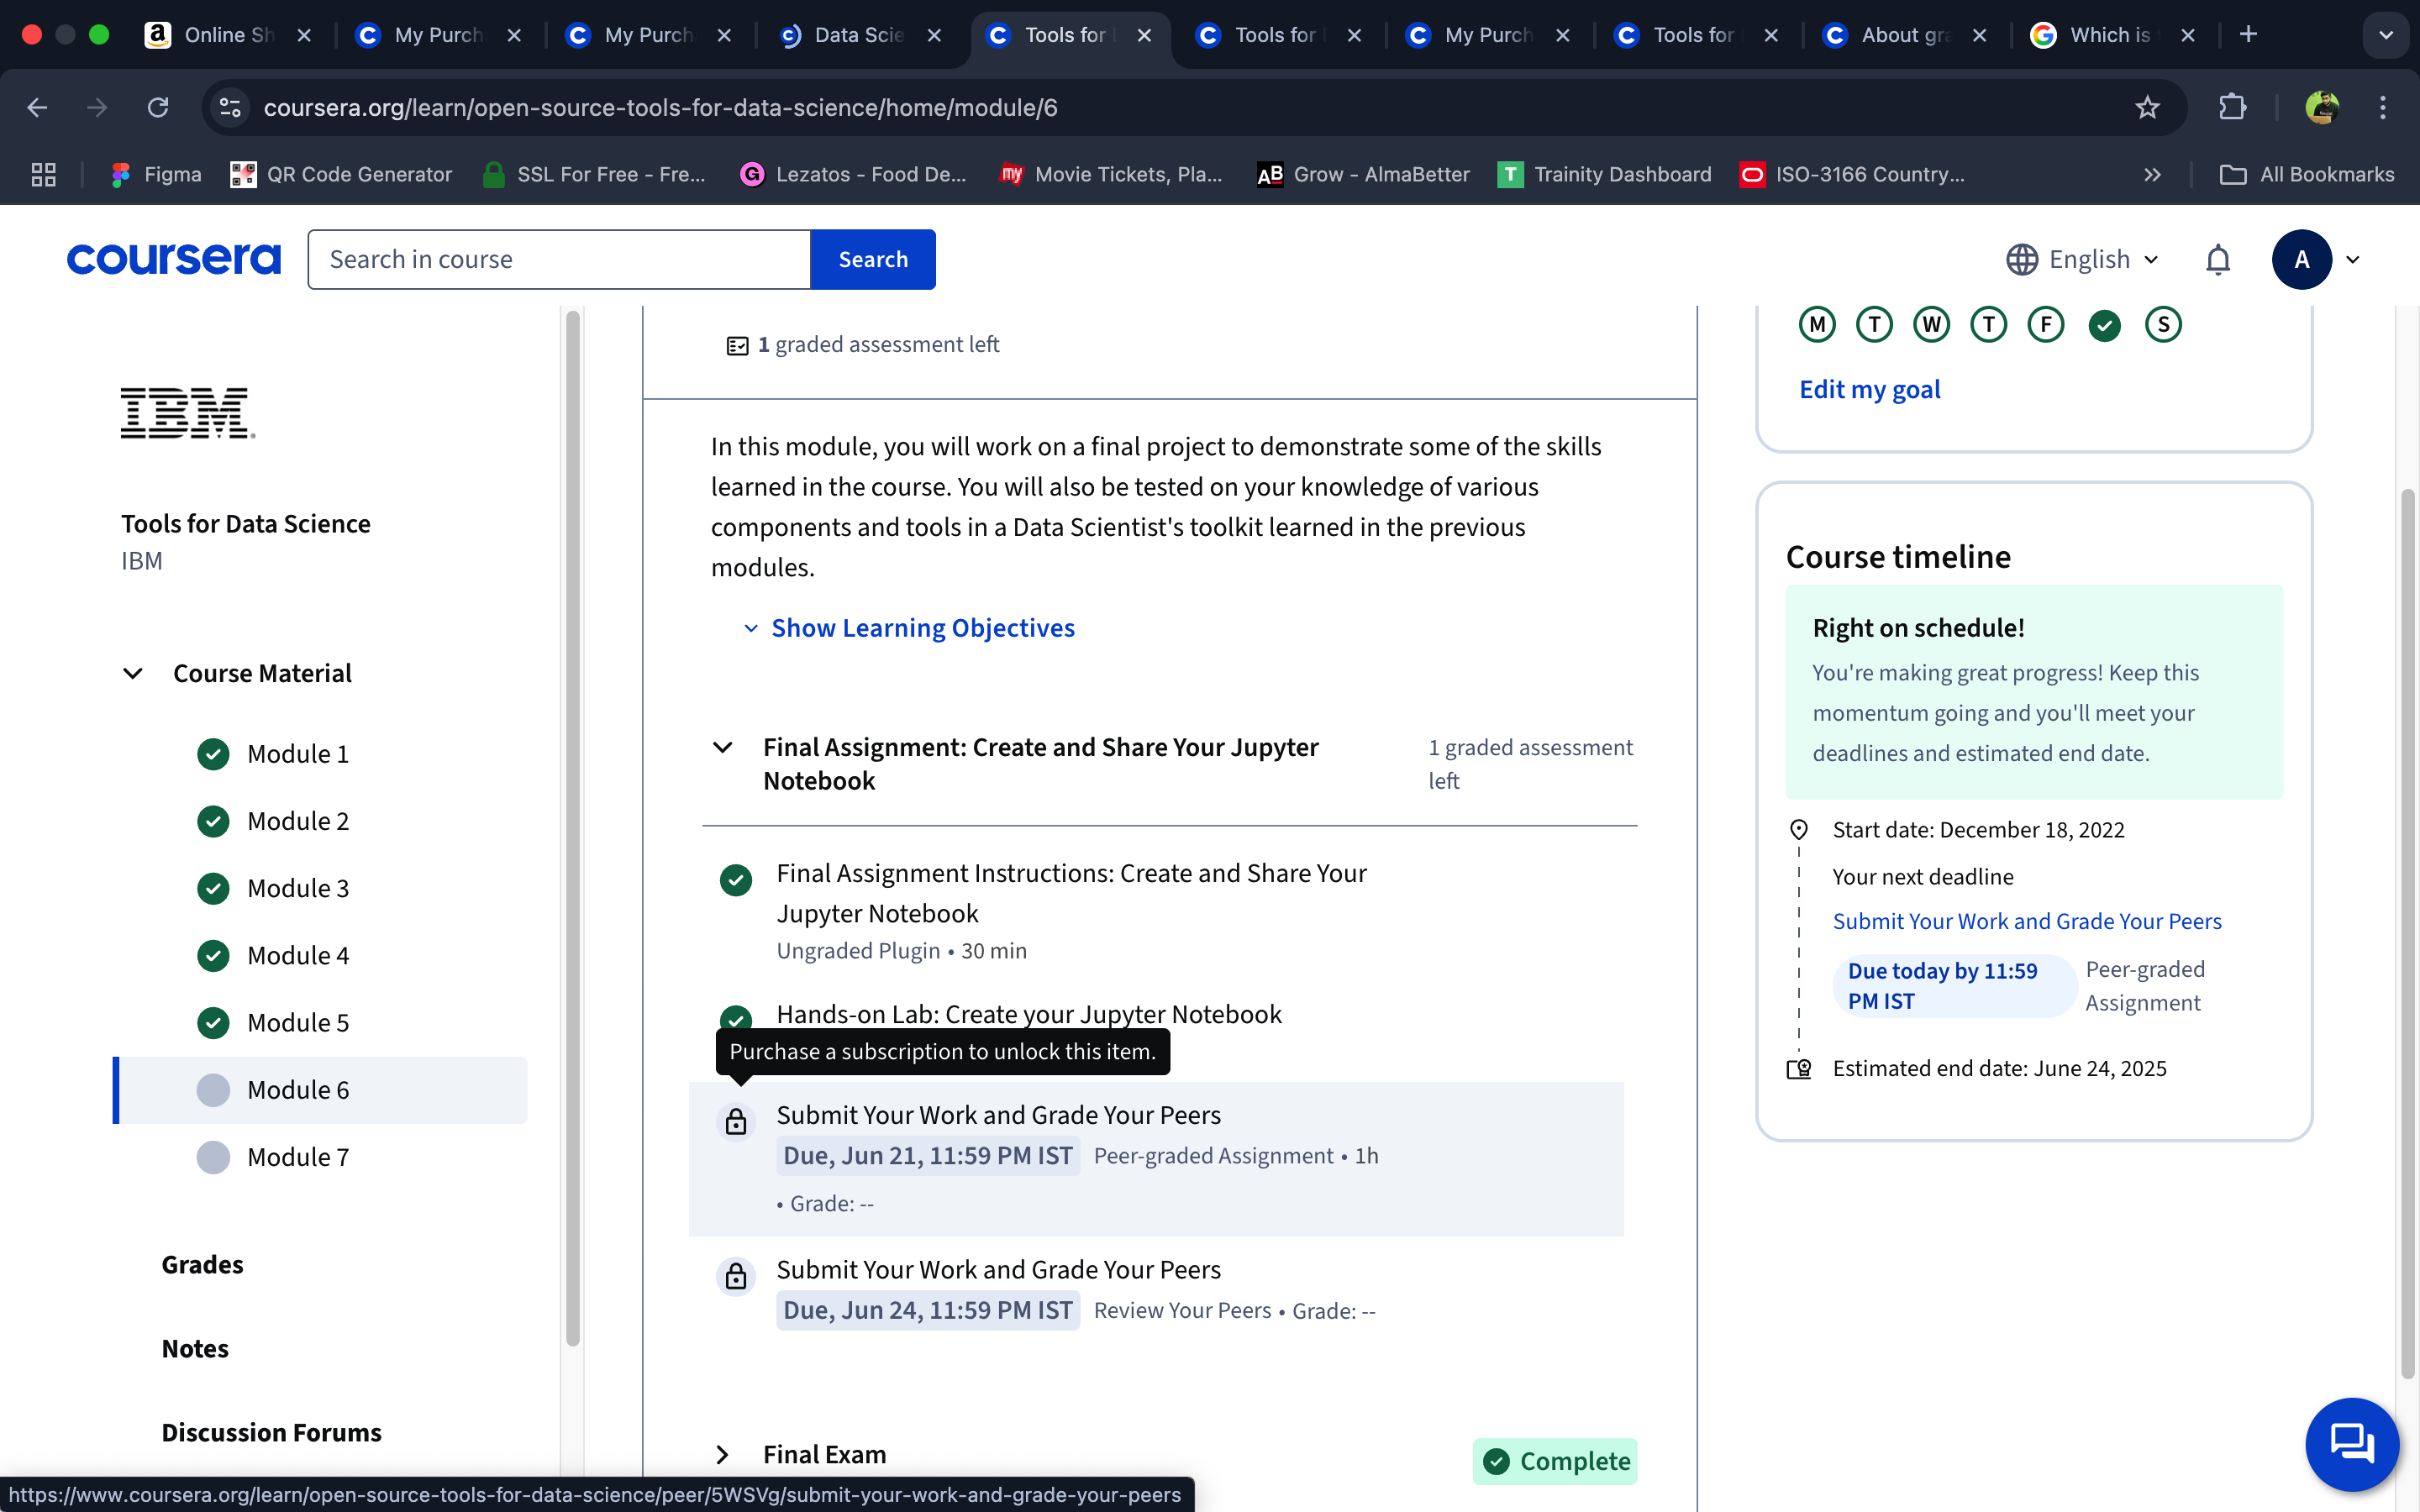 Online Sh
My Purch
My Purch
Data Scie
Tools for
Tools for
My Purch
Tools for
About gra
Which is
coursera.org/learn/open-source-tools-for-data-science/home/module/6
Figma
QR Code Generator
SSL For Free - Fre...
Lezatos - Food De...
my
Movie Tickets, Pla...
AB
Grow - AlmaBetter
T
Trainity Dashboard
ISO-3166 Country...
All Bookmarks
coursera
Search in course
Search
English
A
IBM
Tools for Data Science
IBM
Course Material
Module 1
Module 2
Module 3
Module 4
Module 5
Module 6
Module 7
Grades
Notes
Discussion Forums
1 graded assessment left
In this module, you will work on a final project to demonstrate some of the skills
learned in the course. You will also be tested on your knowledge of various
components and tools in a Data Scientist's toolkit learned in the previous
modules.
Show Learning Objectives
Final Assignment: Create and Share Your Jupyter
Notebook
1 graded assessment
left
Final Assignment Instructions: Create and Share Your
Jupyter Notebook
Ungraded Plugin • 30 min
Hands-on Lab: Create your Jupyter Notebook
Purchase a subscription to unlock this item.
Submit Your Work and Grade Your Peers
Due, Jun 21, 11:59 PM IST Peer-graded Assignment • 1h
• Grade: --
Submit Your Work and Grade Your Peers
Due, Jun 24, 11:59 PM IST Review Your Peers • Grade: --
Final Exam
Complete
M T W T F S
Edit my goal
Course timeline
Right on schedule!
You're making great progress! Keep this
momentum going and you'll meet your
deadlines and estimated end date.
Start date: December 18, 2022
Your next deadline
Submit Your Work and Grade Your Peers
Due today by 11:59
PM IST
Peer-graded
Assignment
Estimated end date: June 24, 2025
https://www.coursera.org/learn/open-source-tools-for-data-science/peer/5WSVg/submit-your-work-and-grade-your-peers